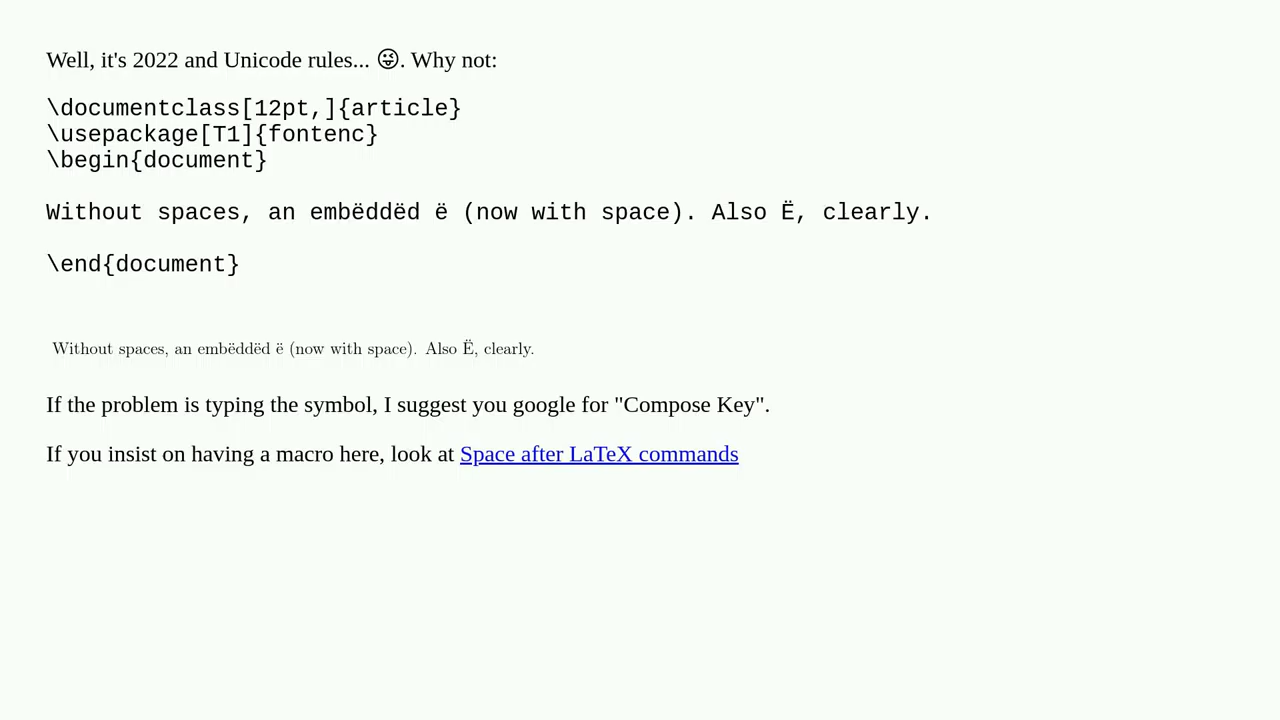 Well, it's 2022 and Unicode rules... 😜. Why not:
\documentclass[12pt,]{article}
\usepackage[T1]{fontenc}
\begin{document}
Without spaces, an embëddëd ë (now with space). Also Ë, clearly.
\end{document}
Without spaces, an embëddëd ë (now with space). Also Ë, clearly.
If the problem is typing the symbol, I suggest you google for "Compose Key".
If you insist on having a macro here, look at Space after LaTeX commands